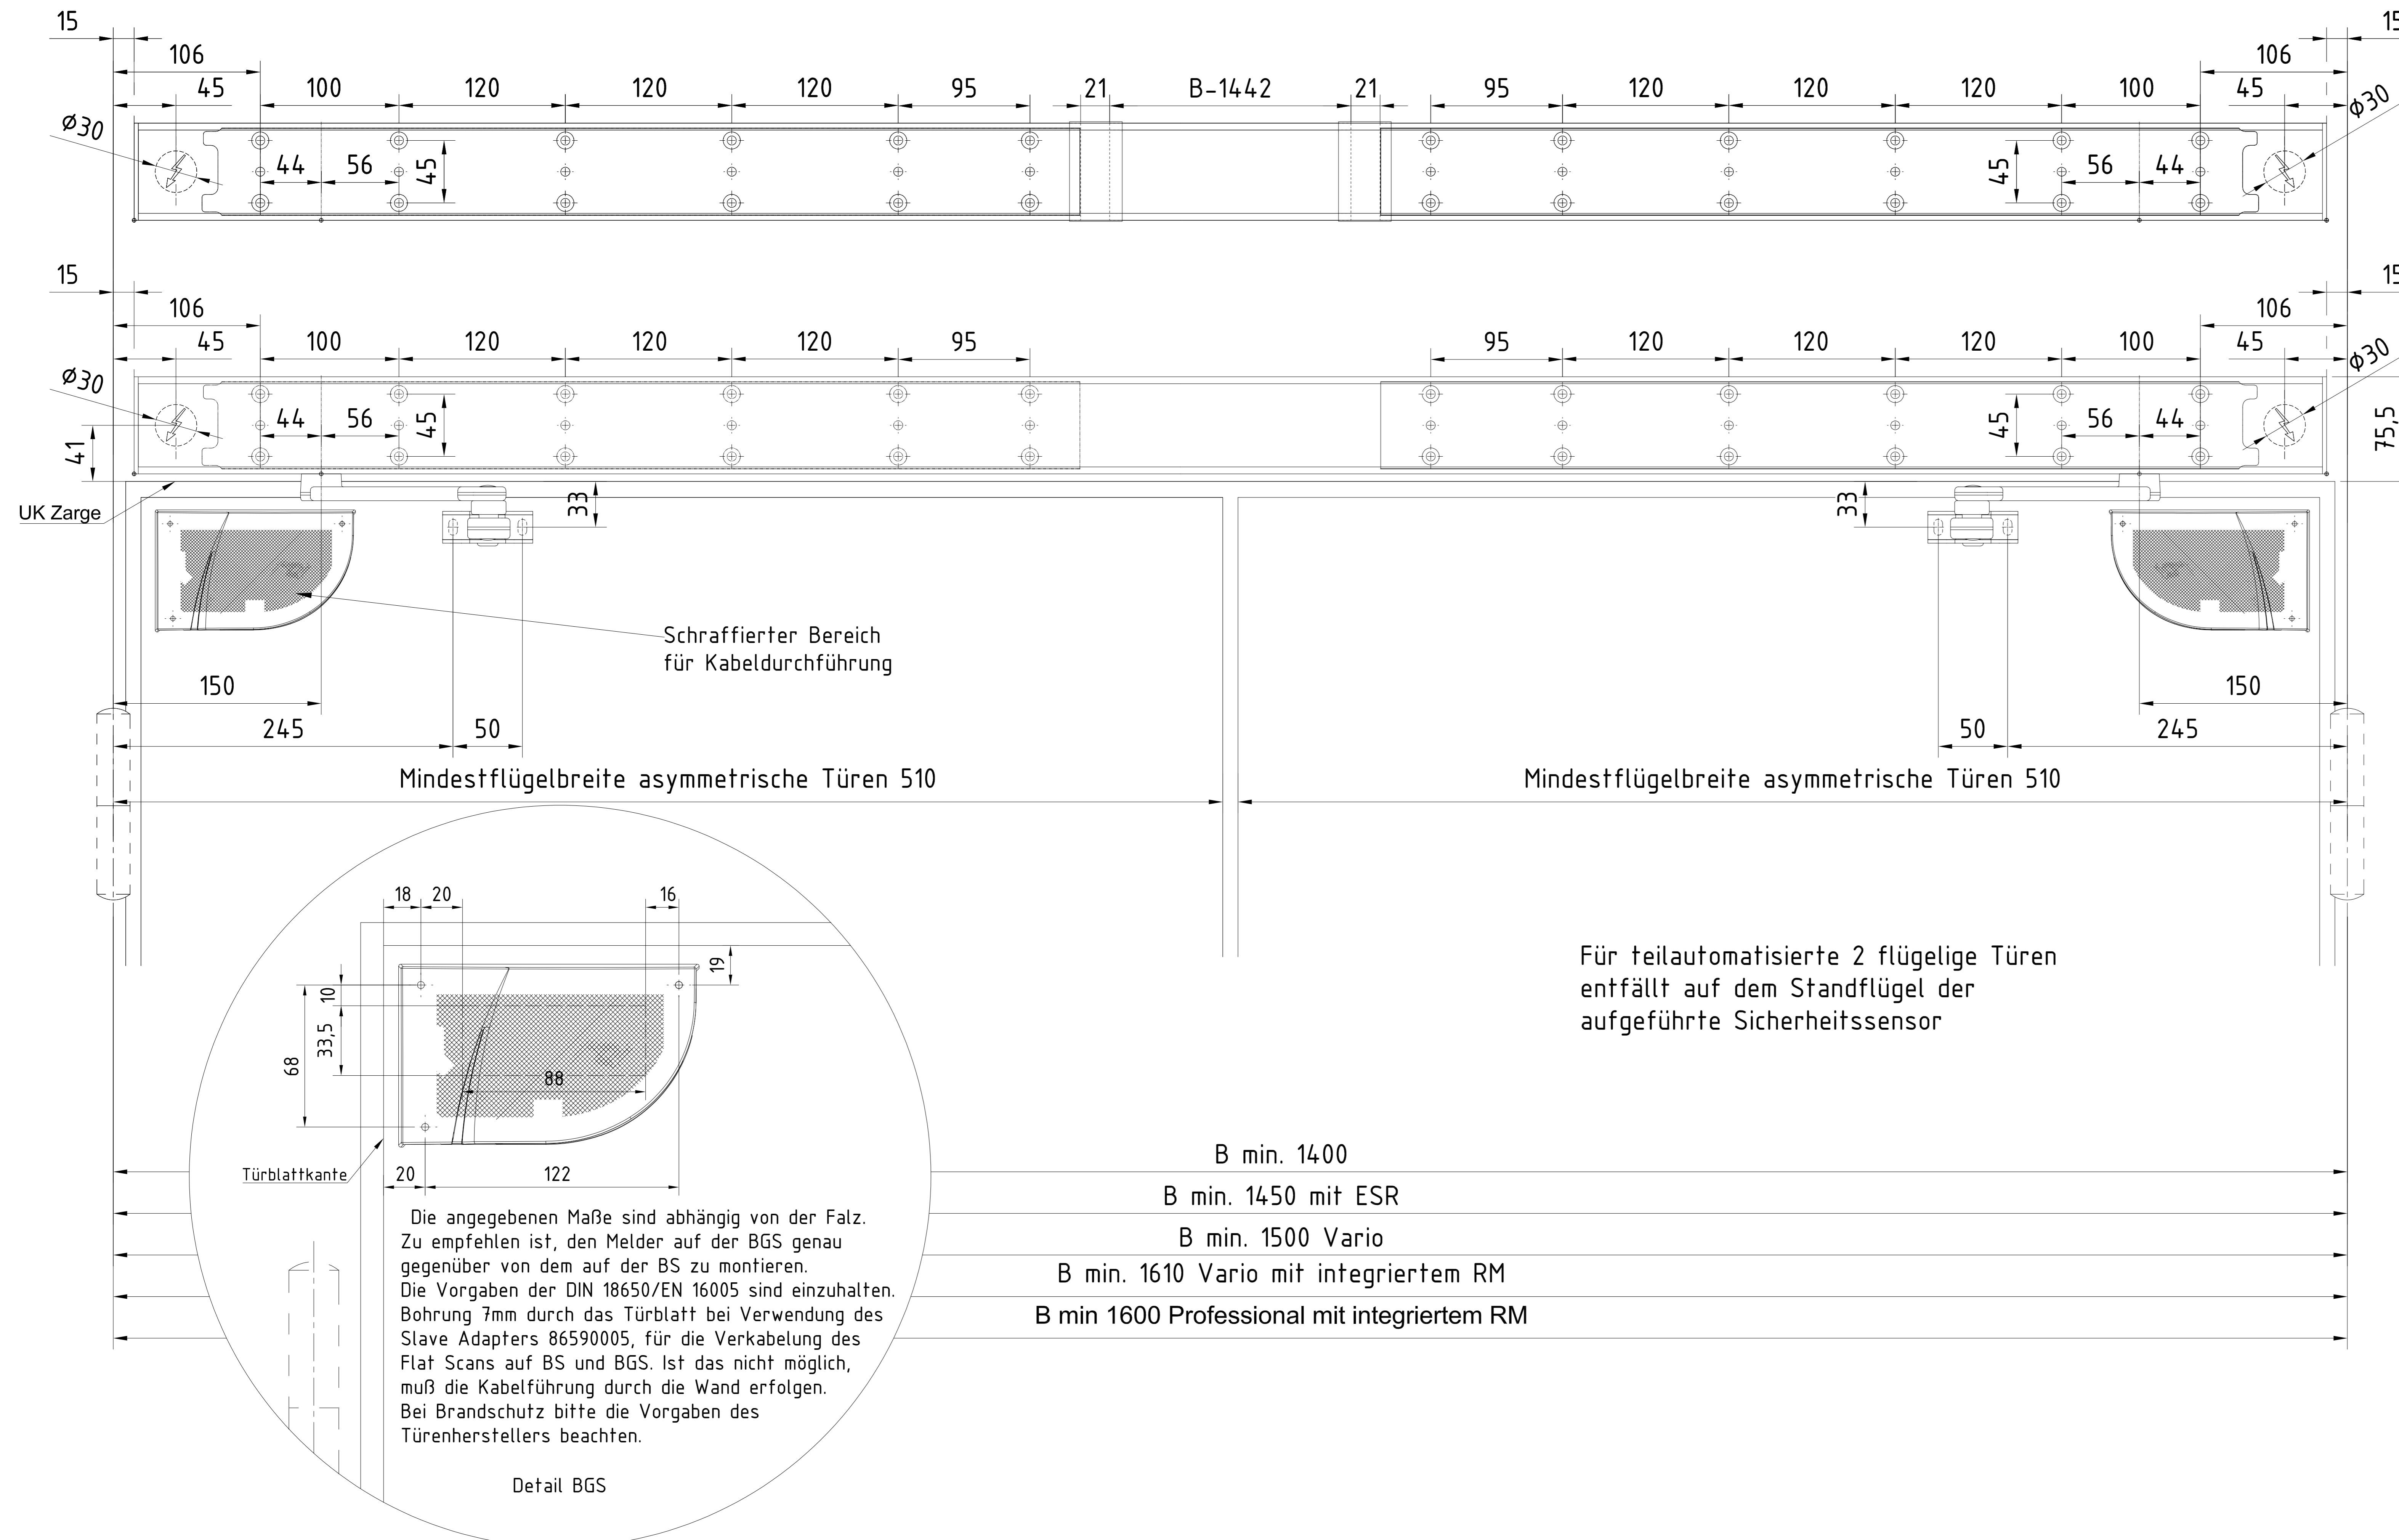 15
15
106
106
45
100
120
120
120
95
21
B-1442
21
95
120
120
120
100
45
Ø30
Ø30
44
56
45
45
56
44
15
15
106
106
45
100
120
120
120
95
95
120
120
120
100
45
Ø30
Ø30
44
56
45
45
56
44
41
75,5
UK Zarge
33
33
Schraffierter Bereich
für Kabeldurchführung
150
150
245
50
50
245
Mindestflügelbreite asymmetrische Türen 510
Mindestflügelbreite asymmetrische Türen 510
18
20
16
19
10
33,5
68
88
Türblattkante
20
122
Für teilautomatisierte 2 flügelige Türen
entfällt auf dem Standflügel der
aufgeführte Sicherheitssensor
B min. 1400
B min. 1450 mit ESR
B min. 1500 Vario
B min. 1610 Vario mit integriertem RM
B min 1600 Professional mit integriertem RM
Die angegebenen Maße sind abhängig von der Falz.
Zu empfehlen ist, den Melder auf der BGS genau
gegenüber von dem auf der BS zu montieren.
Die Vorgaben der DIN 18650/EN 16005 sind einzuhalten.
Bohrung 7mm durch das Türblatt bei Verwendung des
Slave Adapters 86590005, für die Verkabelung des
Flat Scans auf BS und BGS. Ist das nicht möglich,
muß die Kabelführung durch die Wand erfolgen.
Bei Brandschutz bitte die Vorgaben des
Türenherstellers beachten.
Detail BGS